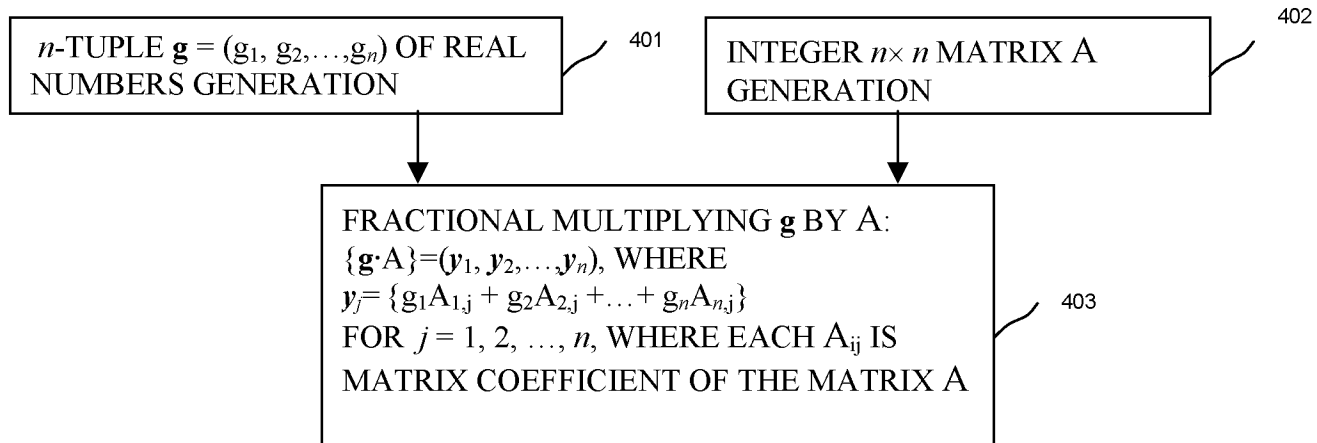 n-TUPLE g = (g₁, g₂,…,gₙ) OF REAL
NUMBERS GENERATION
401
INTEGER n× n MATRIX A
GENERATION
402
FRACTIONAL MULTIPLYING g BY A:
{g·A}=(y₁, y₂,…,yₙ), WHERE
yⱼ= {g₁A₁,ⱼ + g₂A₂,ⱼ +…+ gₙAₙ,ⱼ}
FOR j = 1, 2, …, n, WHERE EACH Aᵢⱼ IS
MATRIX COEFFICIENT OF THE MATRIX A
403